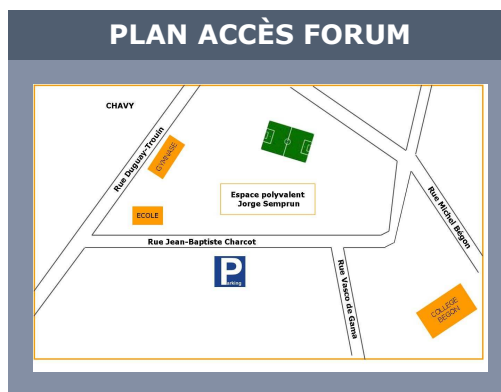 PLAN ACCÈS FORUM
CHAVY
Rue Duguay-Trouin
GYMNASE
Espace polyvalent
Jorge Semprun
ECOLE
Rue Michel Bégon
Rue Jean-Baptiste Charcot
Parking
Rue Vasco de Gama
COLLEGE
BEGON